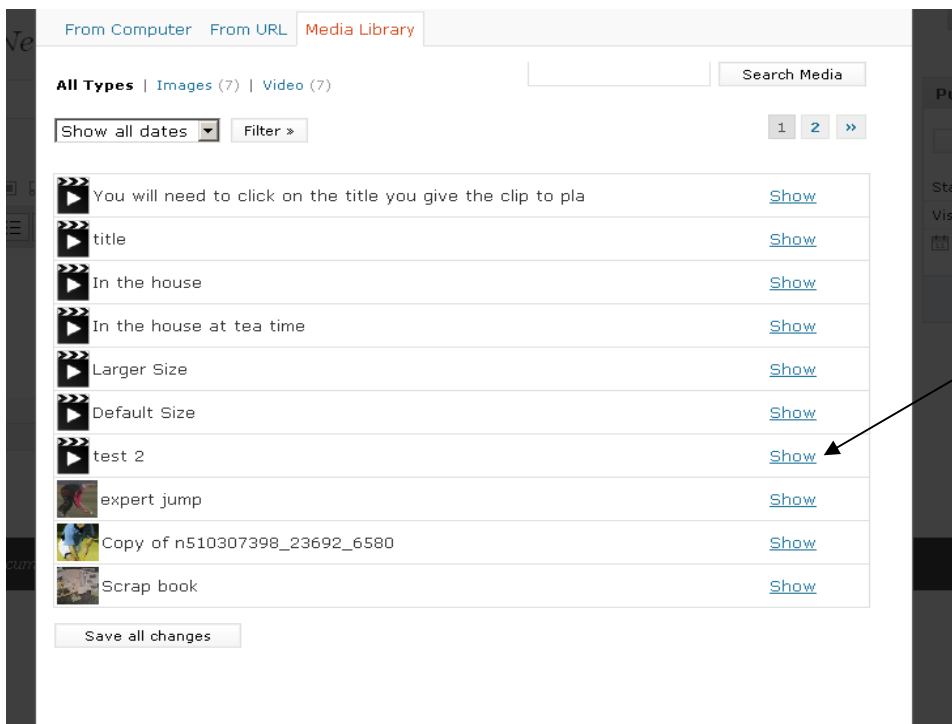 From Computer From URL Media Library
All Types | Images (7) | Video (7)
Search Media
Show all dates Filter » 1 2 »
You will need to click on the title you give the clip to pla Show
title Show
In the house Show
In the house at tea time Show
Larger Size Show
Default Size Show
test 2 Show
expert jump Show
Copy of n510307398_23692_6580 Show
Scrap book Show
Save all changes